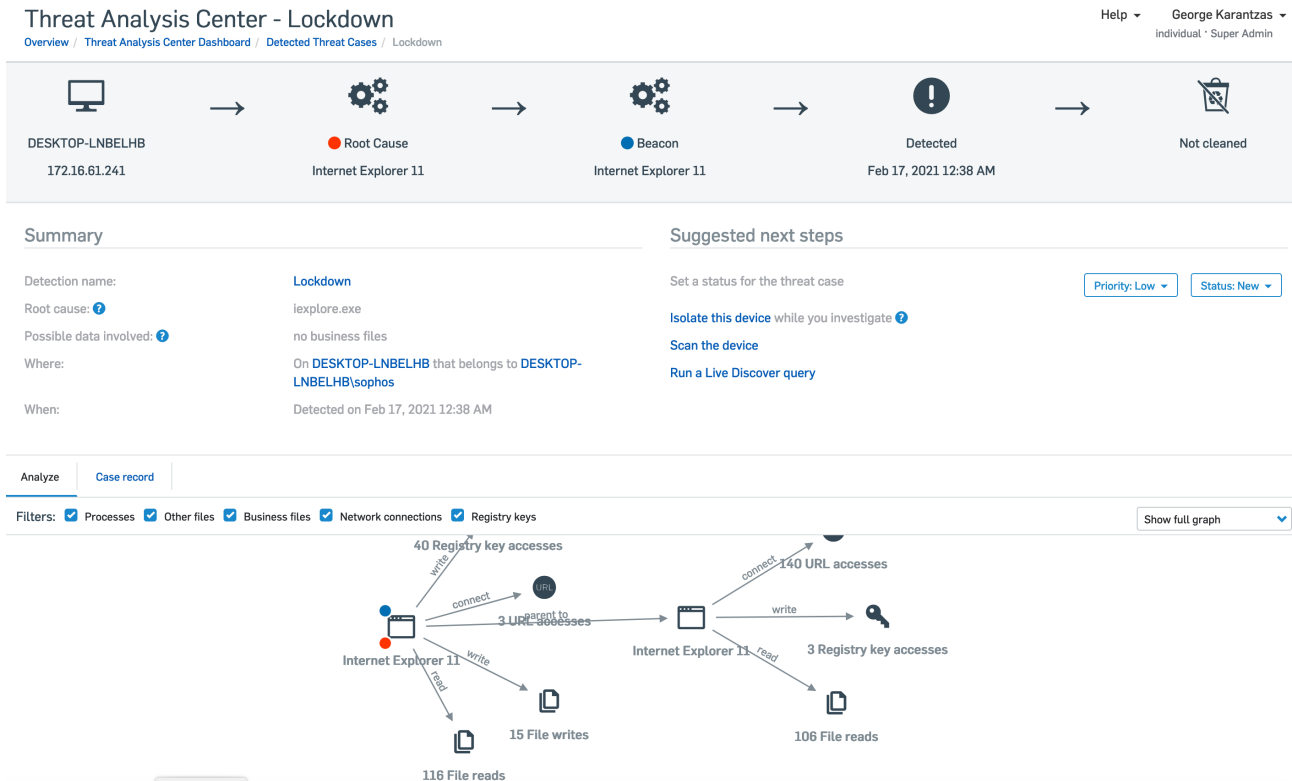 Threat Analysis Center - Lockdown
Help
George Karantzas
individual · Super Admin
Overview / Threat Analysis Center Dashboard / Detected Threat Cases / Lockdown
DESKTOP-LNBELHB
172.16.61.241
Root Cause
Internet Explorer 11
Beacon
Internet Explorer 11
Detected
Feb 17, 2021 12:38 AM
Not cleaned
Summary
Detection name: Lockdown
Root cause: ? iexplore.exe
Possible data involved: ? no business files
Where: On DESKTOP-LNBELHB that belongs to DESKTOP-
LNBELHB\sophos
When: Detected on Feb 17, 2021 12:38 AM
Suggested next steps
Set a status for the threat case
Priority: Low
Status: New
Isolate this device while you investigate ?
Scan the device
Run a Live Discover query
Analyze
Case record
Filters: Processes Other files Business files Network connections Registry keys
Show full graph
40 Registry key accesses
write
connect
URL
3 URL accesses
parent to
Internet Explorer 11
write
read
15 File writes
116 File reads
connect
140 URL accesses
write
Internet Explorer 11
read
3 Registry key accesses
106 File reads